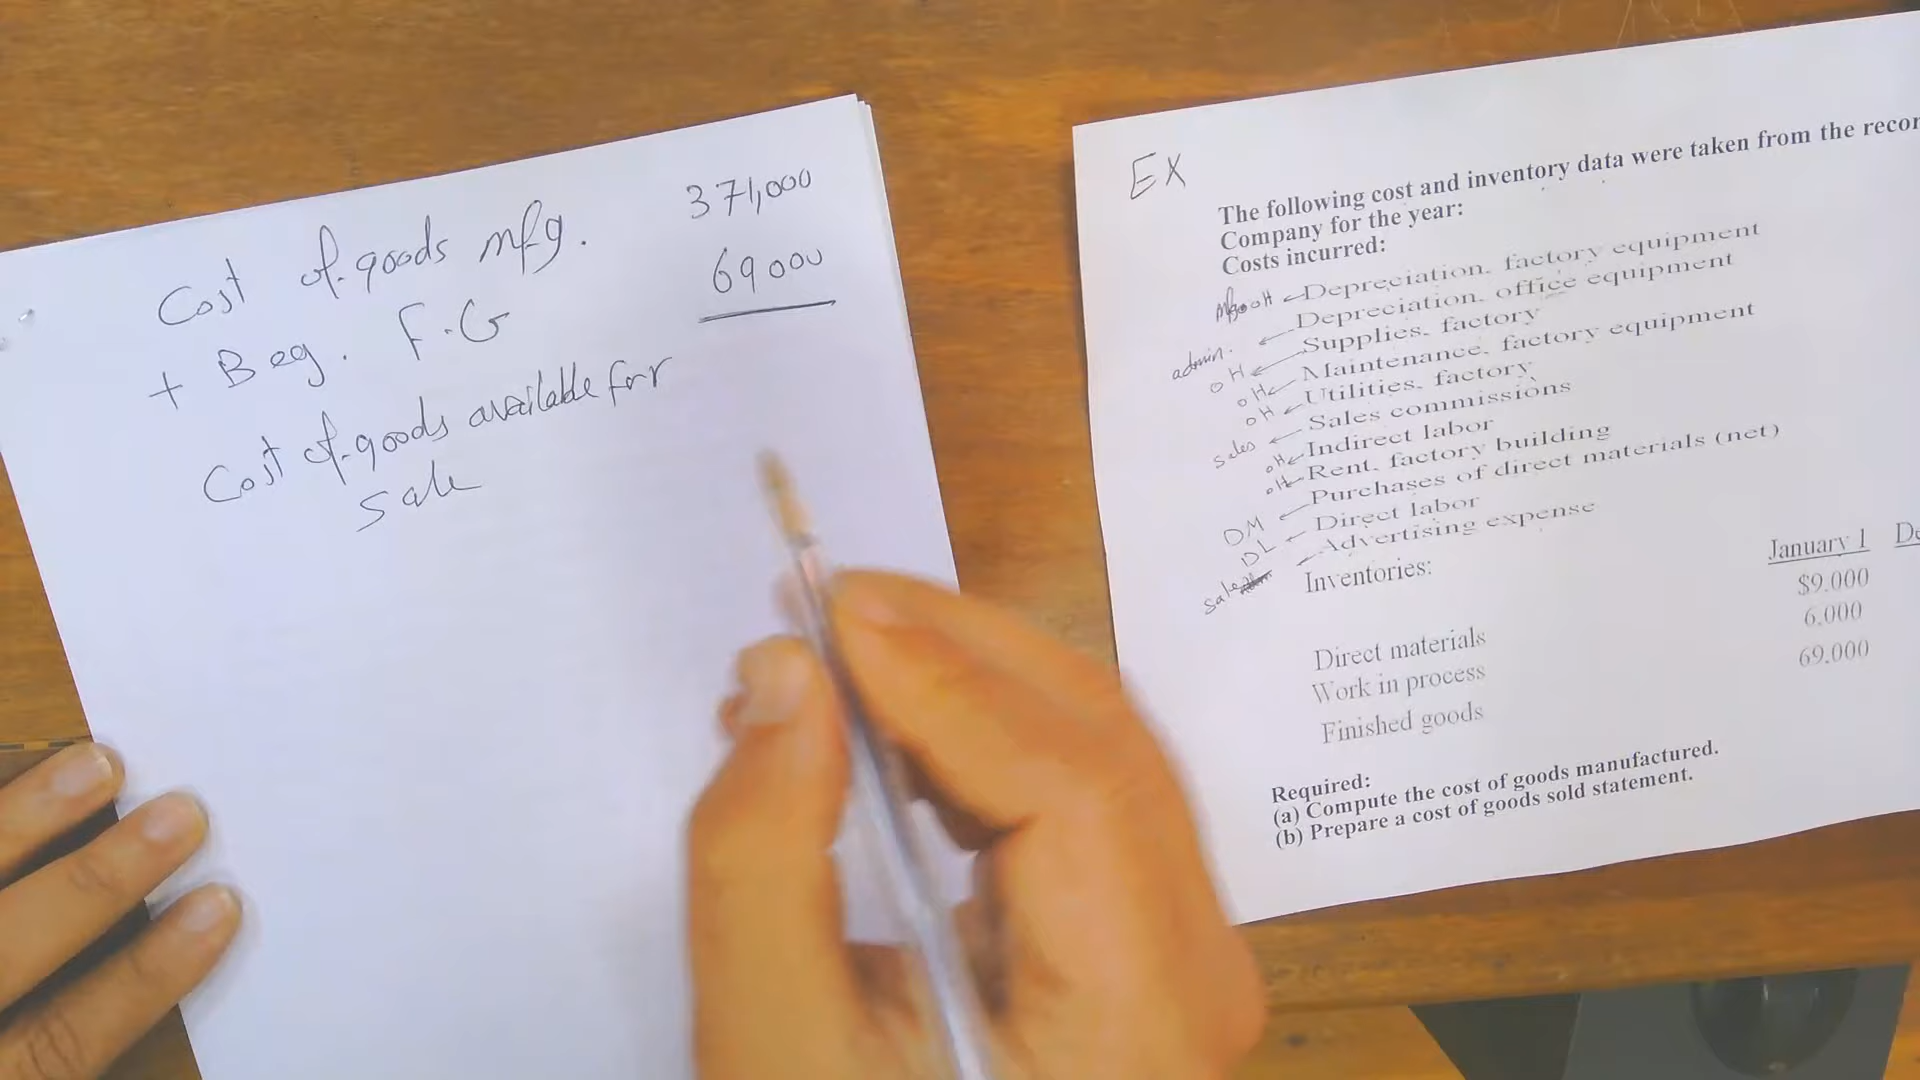 Cost of goods mfg. 371,000
+ Beg. F.G 69000
Cost of goods available for
sale
EX
The following cost and inventory data were taken from the
Company for the year:
Costs incurred:
Mfg OH Depreciation, factory equipment
admin. Depreciation, office equipment
OH Supplies, factory
OH Maintenance, factory equipment
OH Utilities, factory
sales Sales commissions
OH Indirect labor
OH Rent, factory building
DM Purchases of direct materials (net)
DL Direct labor
sales Advertising expense
Inventories: January 1
$9.000
6.000
69.000
Direct materials
Work in process
Finished goods
Required:
(a) Compute the cost of goods manufactured.
(b) Prepare a cost of goods sold statement.